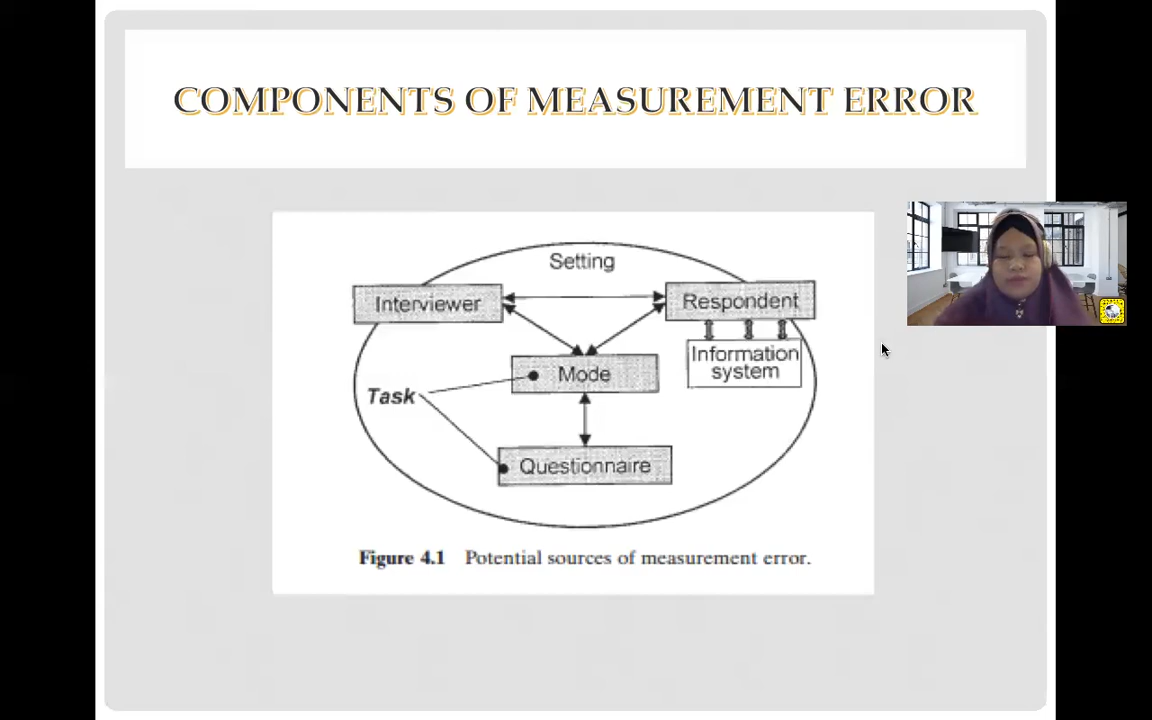 COMPONENTS OF MEASUREMENT ERROR
Setting
Interviewer
Respondent
Information
system
Mode
Task
Questionnaire
Figure 4.1 Potential sources of measurement error.